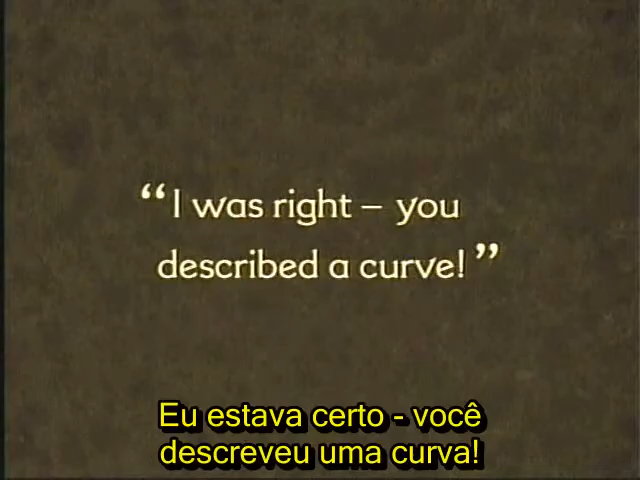 “I was right – you
described a curve!”
Eu estava certo - você
descreveu uma curva!